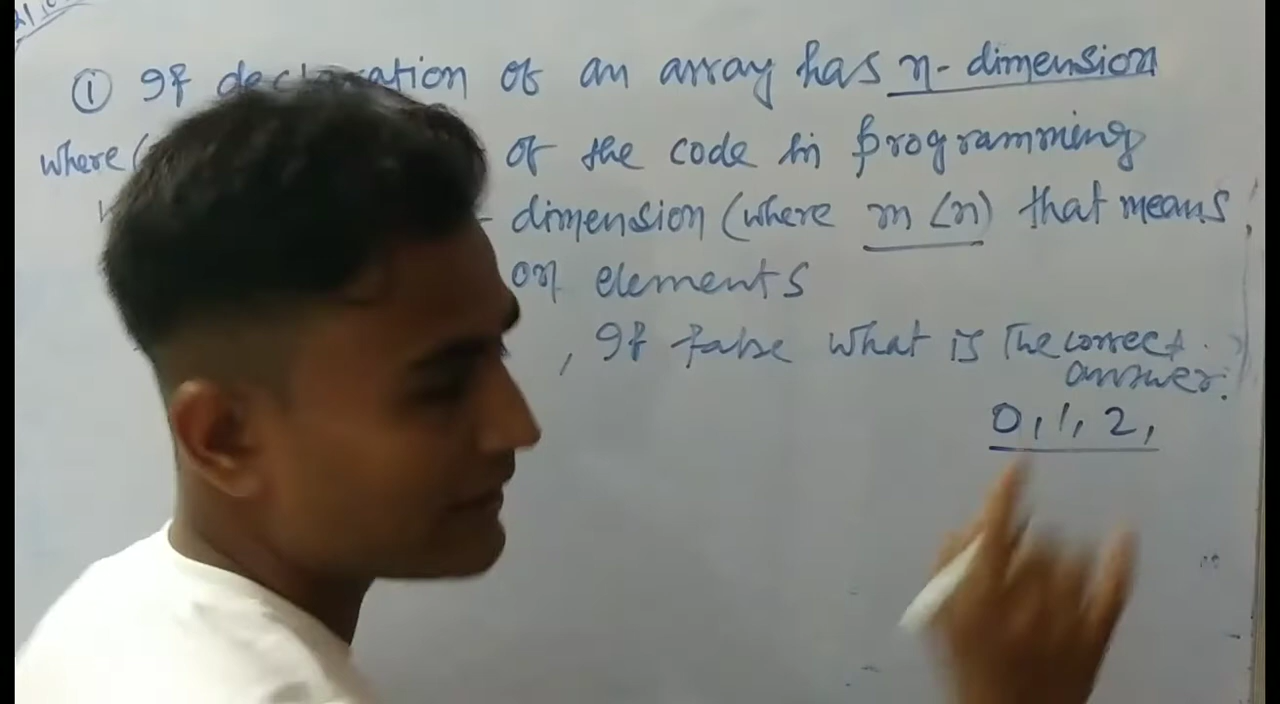 ① If declaration of an array has n-dimension
where ( of the code in programming
dimension (where m < n) that means
elements
, If false what is The correct
answer.
0, 1, 2,